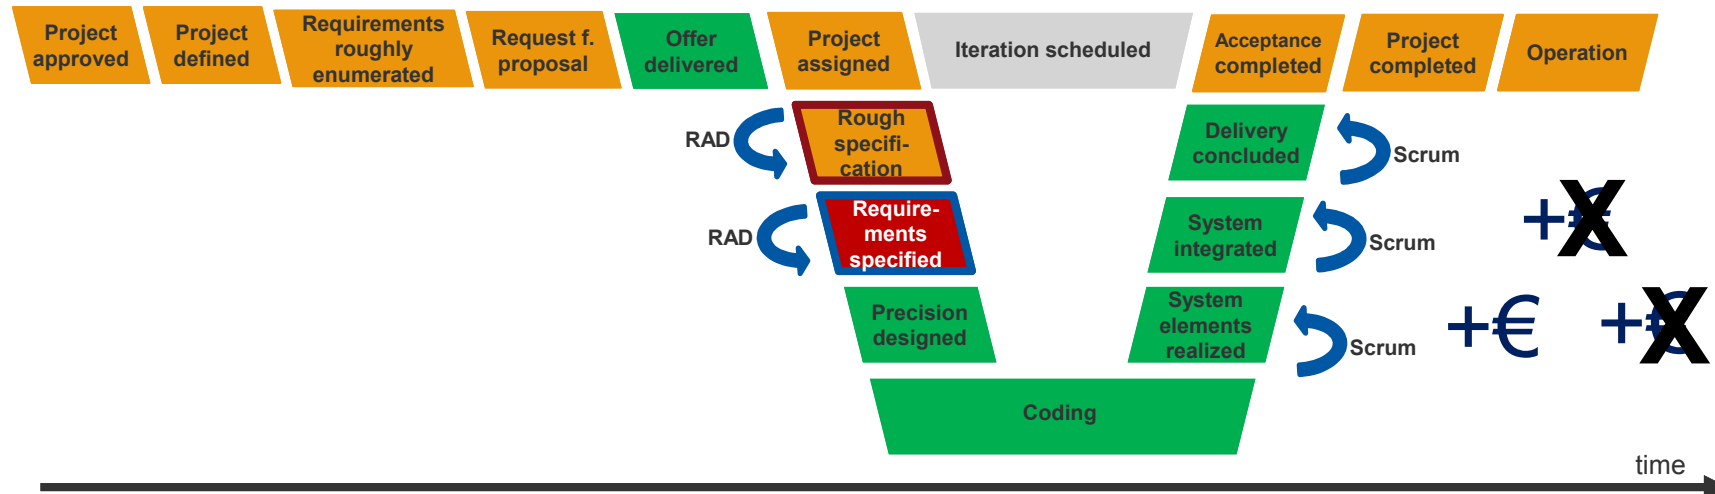 Project
approved
Project
defined
Requirements
roughly
enumerated
Request f.
proposal
Offer
delivered
Project
assigned
Iteration scheduled
Acceptance
completed
Project
completed
Operation
RAD
Rough
specifi-
cation
Delivery
concluded
Scrum
RAD
Require-
ments
specified
System
integrated
Scrum
+€
X
Precision
designed
System
elements
realized
Scrum
+€
+€
X
Coding
time